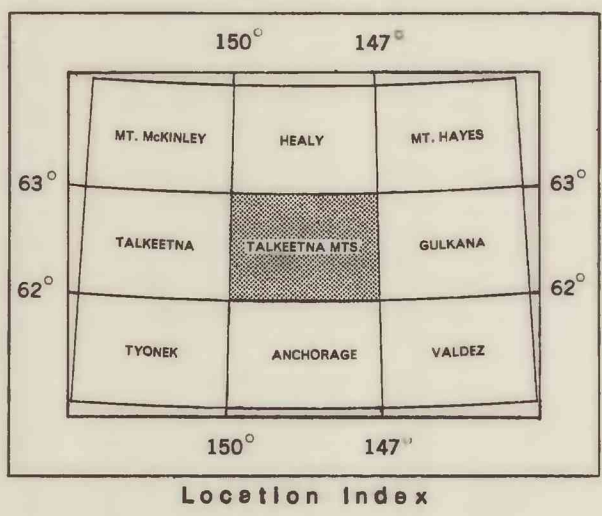 150° 147°
MT. McKINLEY HEALY MT. HAYES
63° 63°
TALKEETNA TALKEETNA MTS. GULKANA
62° 62°
TYONEK ANCHORAGE VALDEZ
150° 147°
Location Index